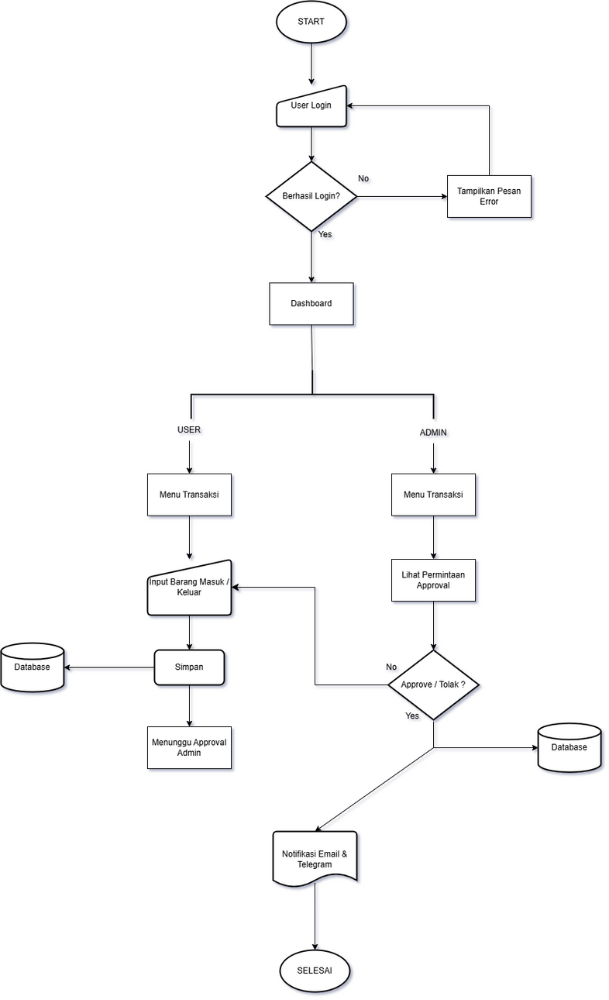 START
User Login
Berhasil Login?
No
Tampilkan Pesan
Error
Yes
Dashboard
USER
ADMIN
Menu Transaksi
Menu Transaksi
Input Barang Masuk /
Keluar
Lihat Permintaan
Approval
Database
Simpan
No
Approve / Tolak ?
Yes
Menunggu Approval
Admin
Database
Notifikasi Email &
Telegram
SELESAI